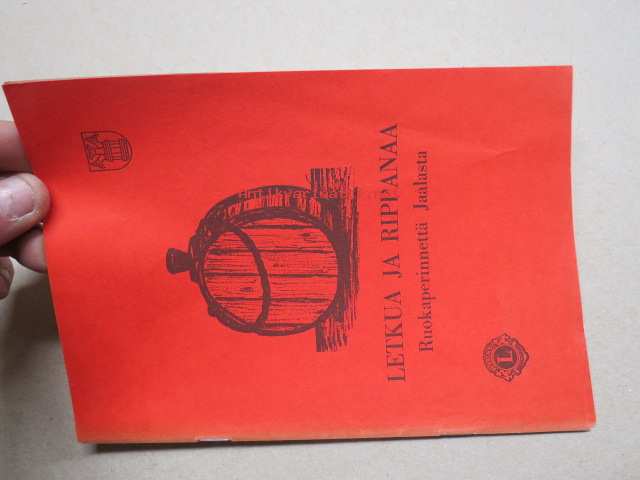 LETKUA JA RIPPANAA
Ruokaperinnettä Jaalasta
L